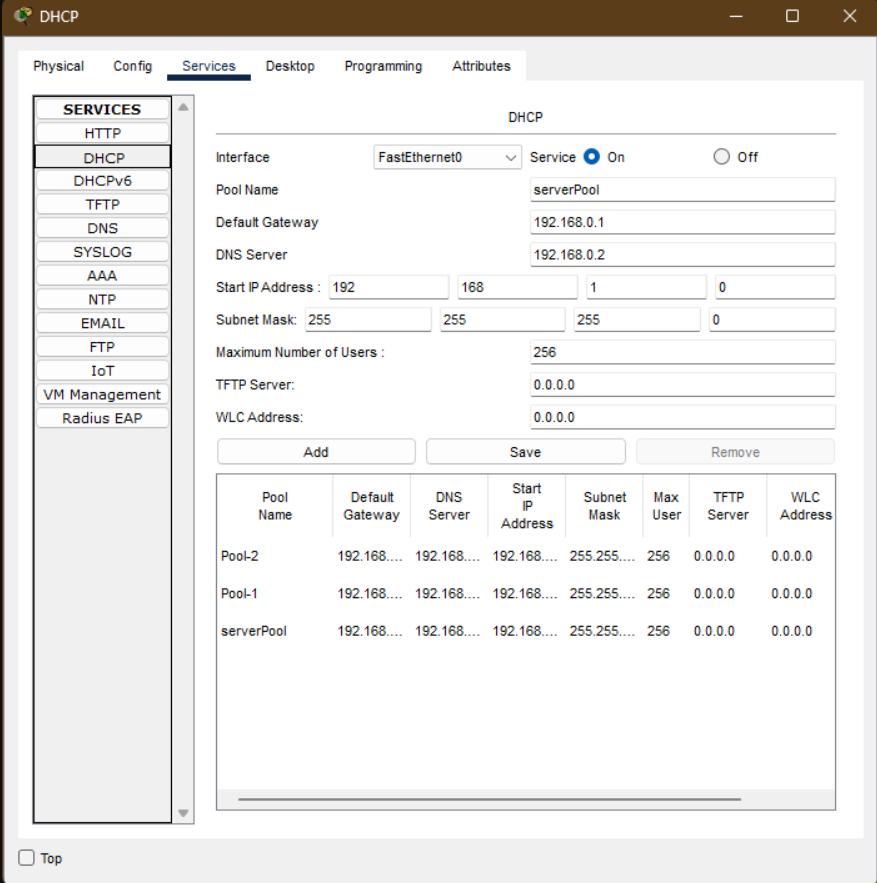 DHCP
Physical Config Services Desktop Programming Attributes
SERVICES
HTTP
DHCP
DHCPv6
TFTP
DNS
SYSLOG
AAA
NTP
EMAIL
FTP
IoT
VM Management
Radius EAP
DHCP
Interface FastEthernet0 Service On Off
Pool Name serverPool
Default Gateway 192.168.0.1
DNS Server 192.168.0.2
Start IP Address : 192 168 1 0
Subnet Mask: 255 255 255 0
Maximum Number of Users : 256
TFTP Server: 0.0.0.0
WLC Address: 0.0.0.0
Add Save Remove
Pool Name Default Gateway DNS Server Start IP Address Subnet Mask Max User TFTP Server WLC Address
Pool-2 192.168.... 192.168.... 192.168.... 255.255.... 256 0.0.0.0 0.0.0.0
Pool-1 192.168.... 192.168.... 192.168.... 255.255.... 256 0.0.0.0 0.0.0.0
serverPool 192.168.... 192.168.... 192.168.... 255.255.... 256 0.0.0.0 0.0.0.0
Top